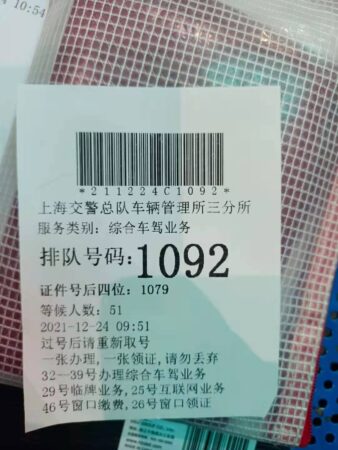 4 10:54
*211224C1092*
上海交警总队车辆管理所三分所
服务类别: 综合车驾业务
排队号码:1092
证件号后四位: 1079
等候人数: 51
2021-12-24 09:51
过号后请重新取号
一张办理,一张领证,请勿丢弃
32—39号办理综合车驾业务
29号临牌业务,25号互联网业务
46号窗口缴费,26号窗口领证